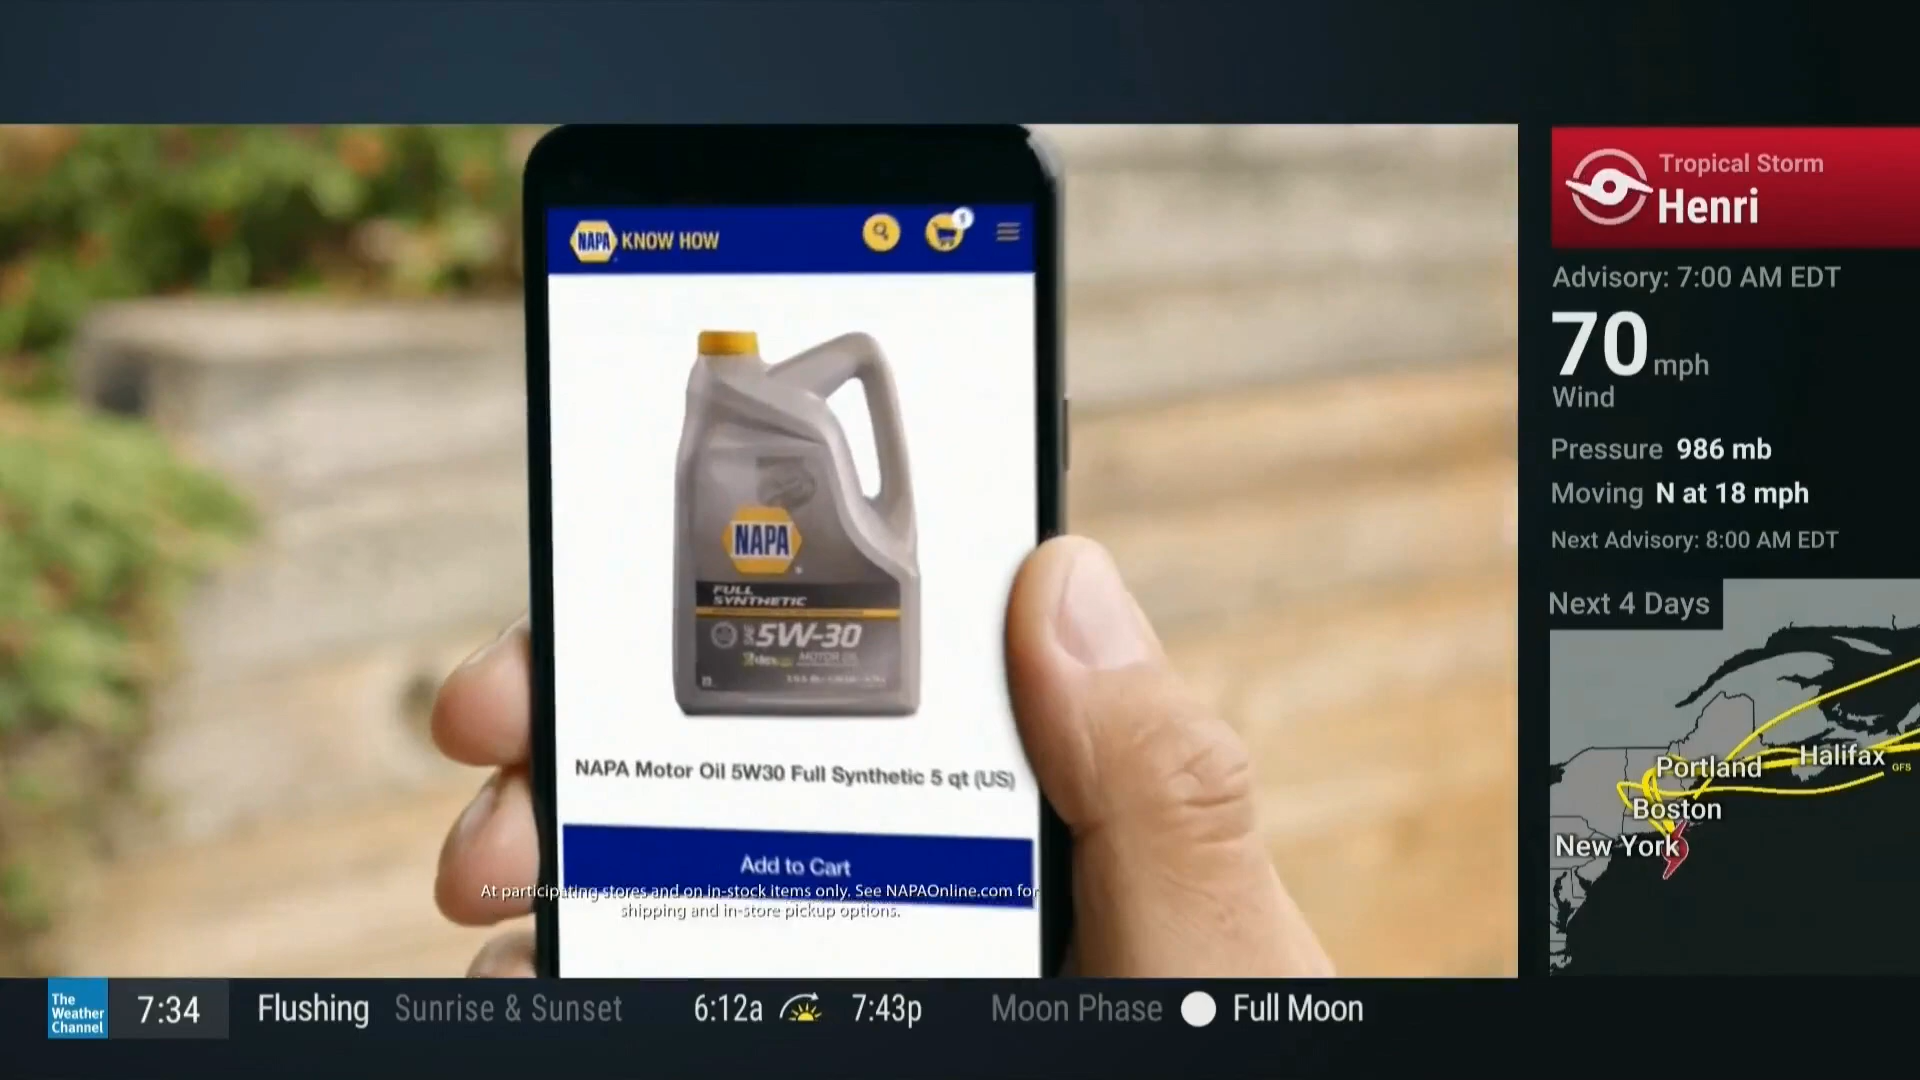 NAPA KNOW HOW
1
NAPA
FULL
SYNTHETIC
SAE 5W-30
MOTOR OIL
NAPA Motor Oil 5W30 Full Synthetic 5 qt (US)
Add to Cart
At participating stores and on in-stock items only. See NAPAOnline.com for
shipping and in-store pickup options.
Tropical Storm
Henri
Advisory: 7:00 AM EDT
70 mph
Wind
Pressure 986 mb
Moving N at 18 mph
Next Advisory: 8:00 AM EDT
Next 4 Days
Portland
Halifax
GFS
Boston
New York
The
Weather
Channel
7:34
Flushing Sunrise & Sunset 6:12a 7:43p Moon Phase Full Moon